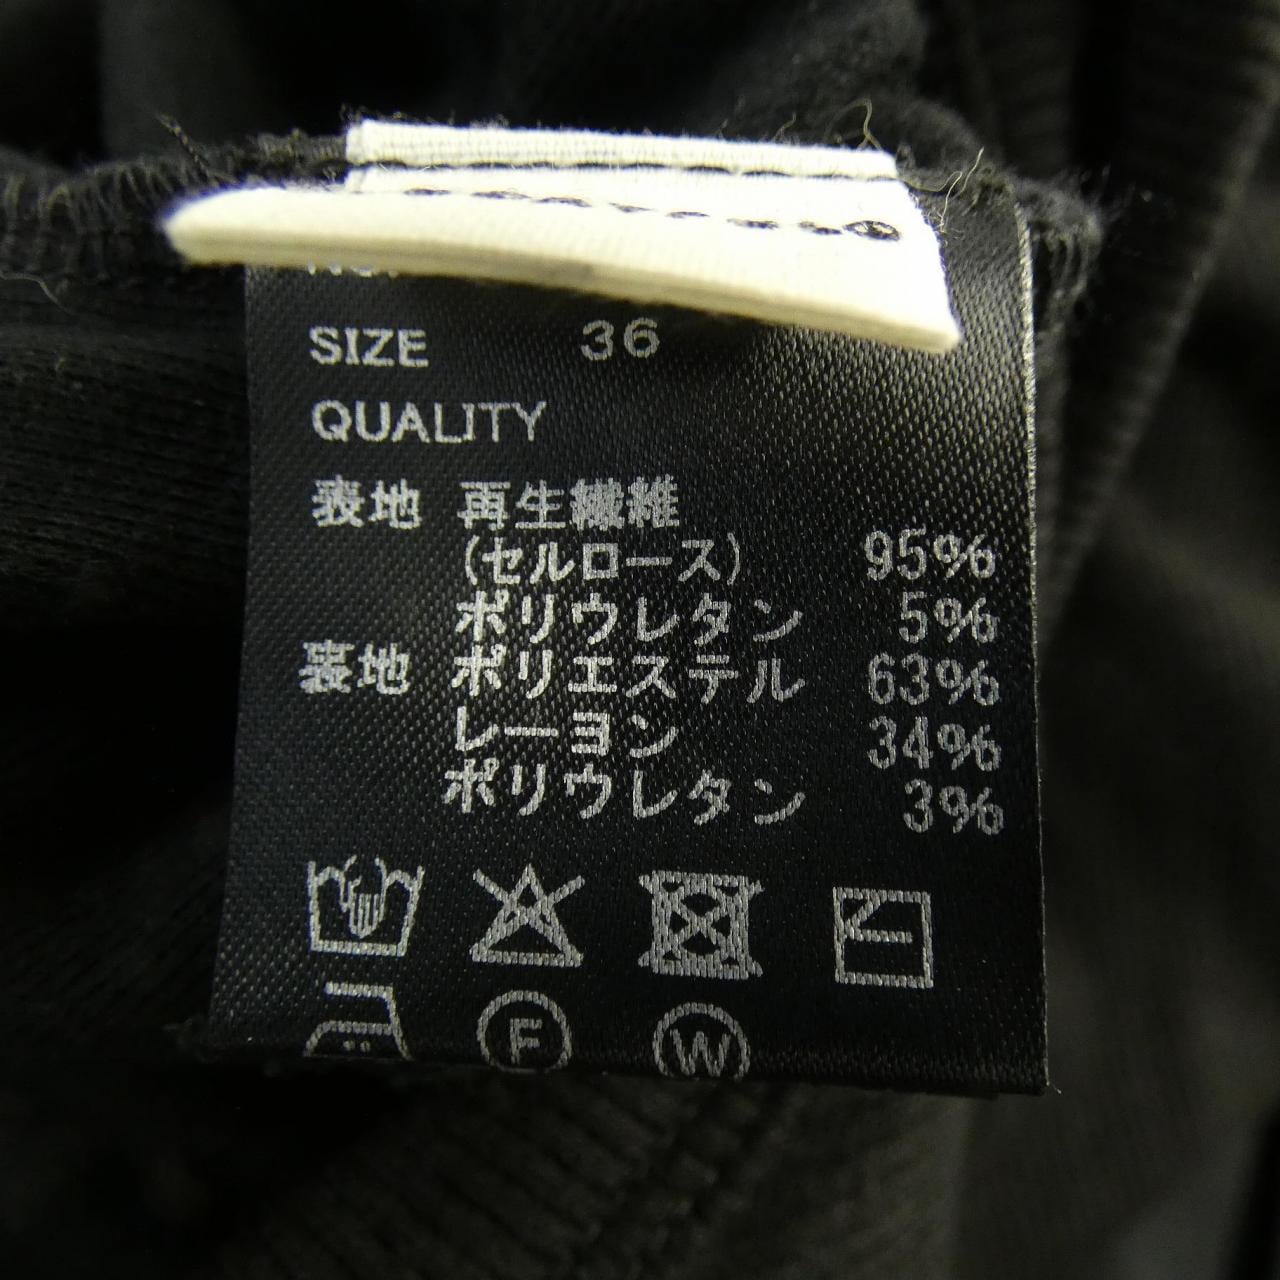 SIZE 36
QUALITY
表地 再生繊維
(セルロース) 95%
ポリウレタン 5%
裏地 ポリエステル 63%
レーヨン 34%
ポリウレタン 3%
F W